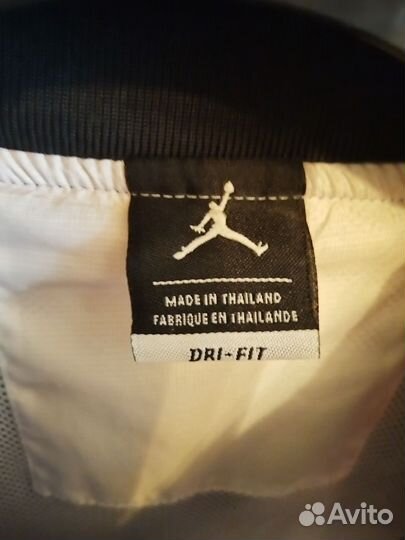 MADE IN THAILAND
FABRIQUE EN THAILANDE
DRI-FIT
Avito